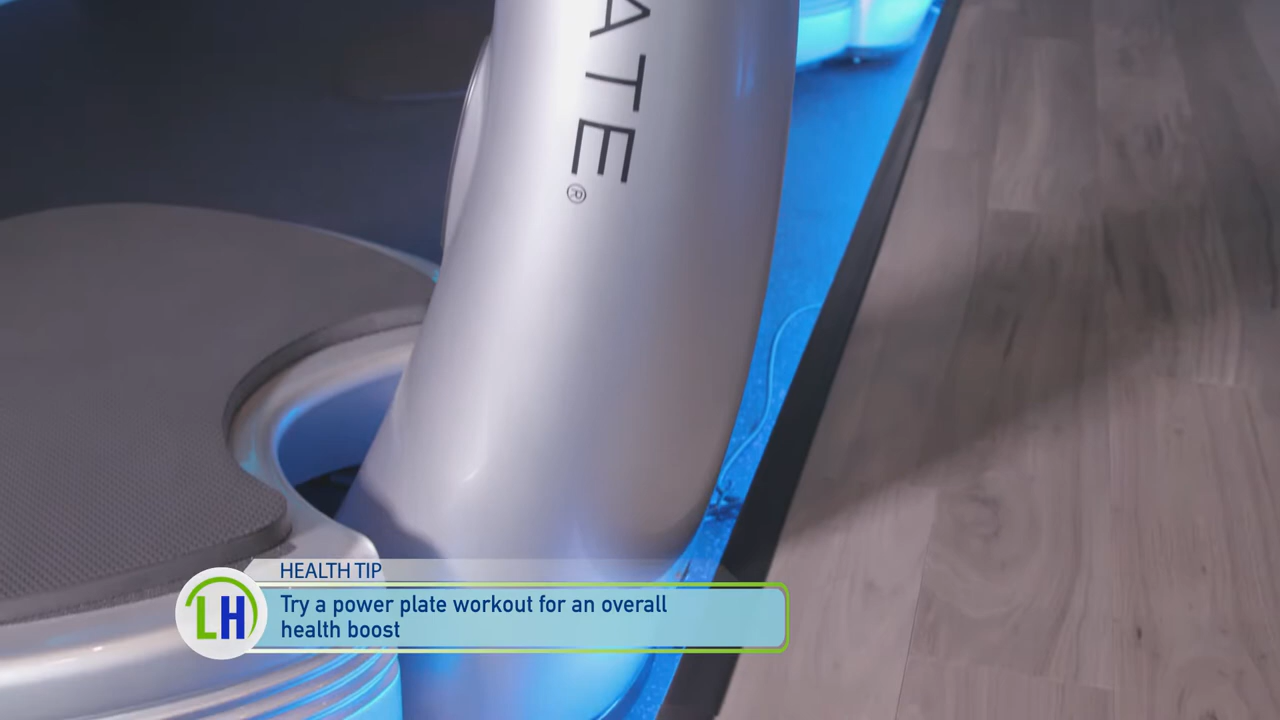 ATE®
HEALTH TIP
LH
Try a power plate workout for an overall
health boost